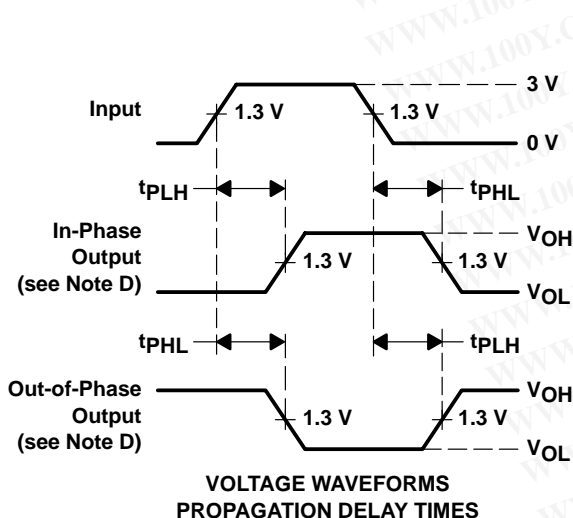 3 V
Input
1.3 V
1.3 V
0 V
tPLH
tPHL
In-Phase
Output
(see Note D)
VOH
1.3 V
1.3 V
VOL
tPHL
tPLH
Out-of-Phase
Output
(see Note D)
VOH
1.3 V
1.3 V
VOL
VOLTAGE WAVEFORMS
PROPAGATION DELAY TIMES